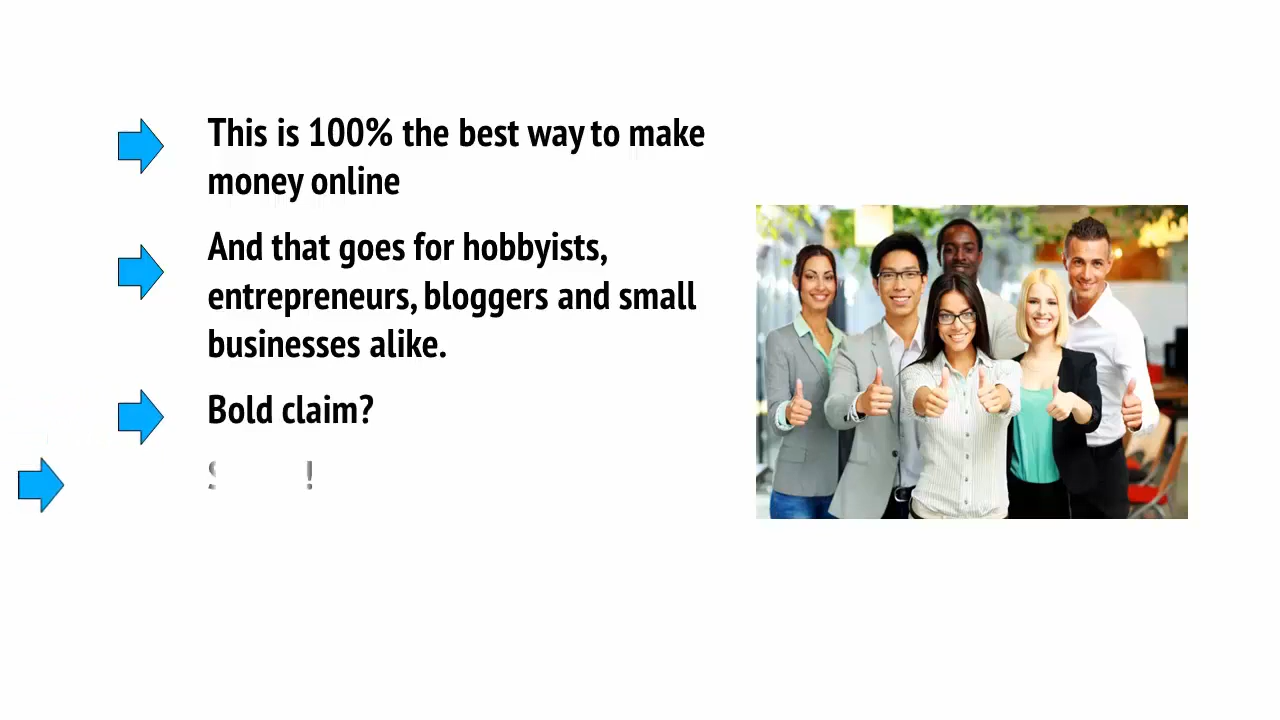 This is 100% the best way to make
money online
And that goes for hobbyists,
entrepreneurs, bloggers and small
businesses alike.
Bold claim?